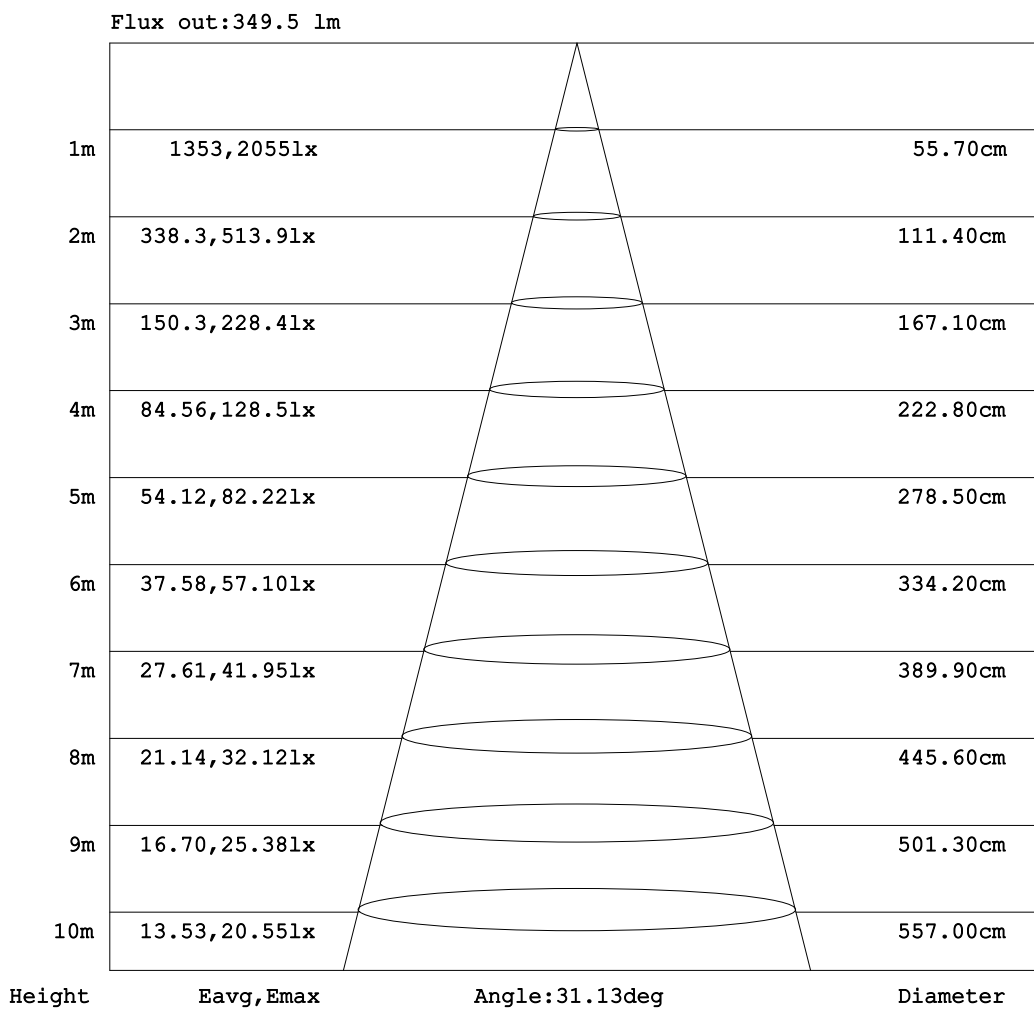 Flux out:349.5 lm
1m 1353,2055lx 55.70cm
2m 338.3,513.9lx 111.40cm
3m 150.3,228.4lx 167.10cm
4m 84.56,128.5lx 222.80cm
5m 54.12,82.22lx 278.50cm
6m 37.58,57.10lx 334.20cm
7m 27.61,41.95lx 389.90cm
8m 21.14,32.12lx 445.60cm
9m 16.70,25.38lx 501.30cm
10m 13.53,20.55lx 557.00cm
Height Eavg,Emax Angle:31.13deg Diameter